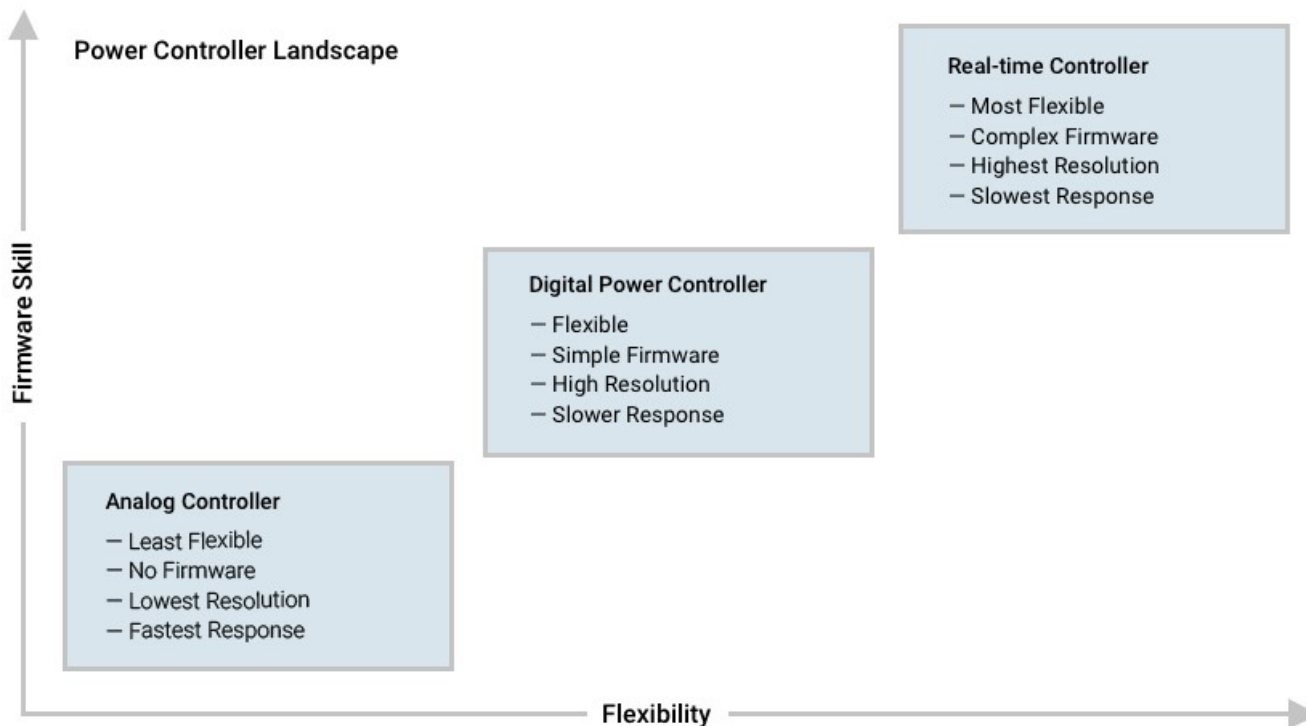 Power Controller Landscape
Real-time Controller
– Most Flexible
– Complex Firmware
– Highest Resolution
– Slowest Response
Firmware Skill
Digital Power Controller
– Flexible
– Simple Firmware
– High Resolution
– Slower Response
Analog Controller
– Least Flexible
– No Firmware
– Lowest Resolution
– Fastest Response
Flexibility